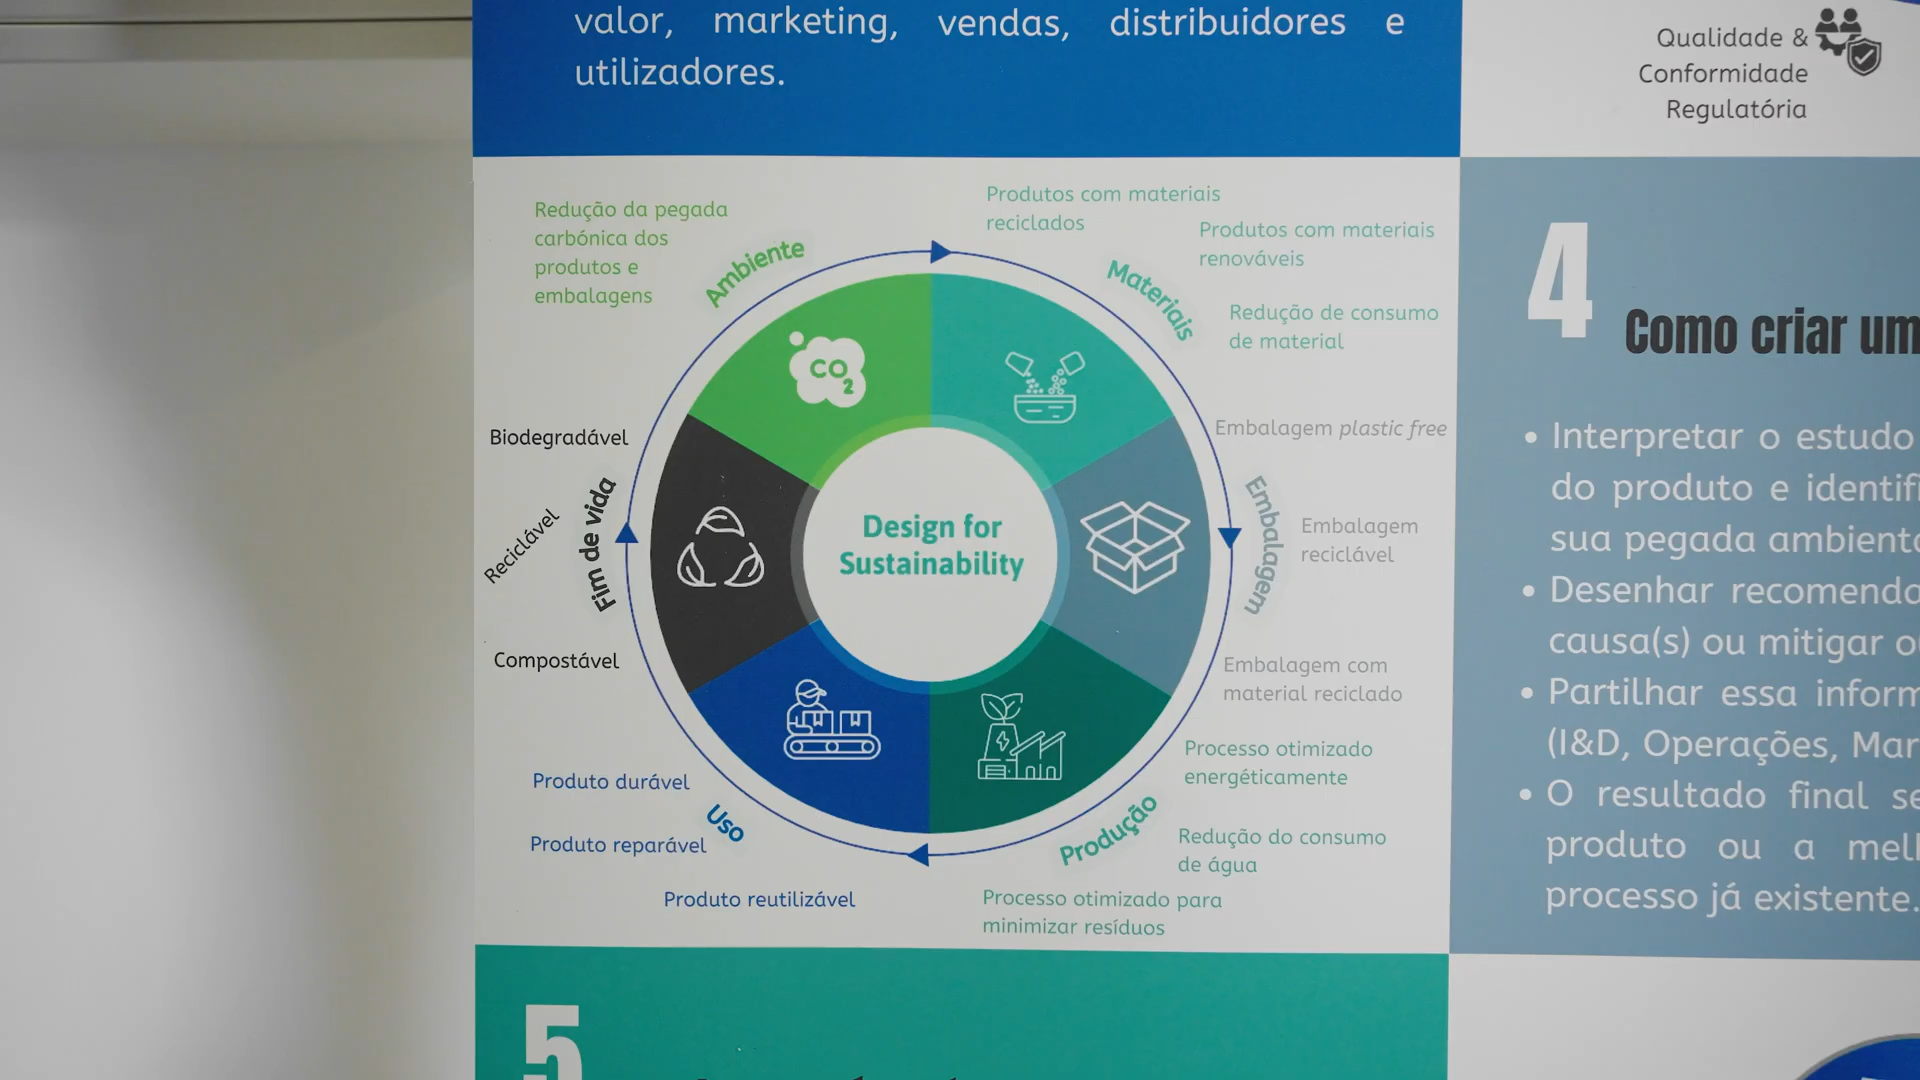 valor, marketing, vendas, distribuidores e
utilizadores.
Qualidade &
Conformidade
Regulatória
Redução da pegada
carbónica dos
produtos e
embalagens
Ambiente
Produtos com materiais
reciclados
Produtos com materiais
renováveis
Materiais
Redução de consumo
de material
CO2
Embalagem plastic free
Embalagem
Embalagem
reciclável
Embalagem com
material reciclado
Design for
Sustainability
Biodegradável
Fim de vida
Reciclável
Compostável
Processo otimizado
energéticamente
Produção
Redução do consumo
de água
Processo otimizado para
minimizar resíduos
Produto durável
Uso
Produto reparável
Produto reutilizável
4
Como criar um
• Interpretar o estudo
do produto e identifi
sua pegada ambient
• Desenhar recomenda
causa(s) ou mitigar o
• Partilhar essa inform
(I&D, Operações, Mar
• O resultado final se
produto ou a mel
processo já existente.
5